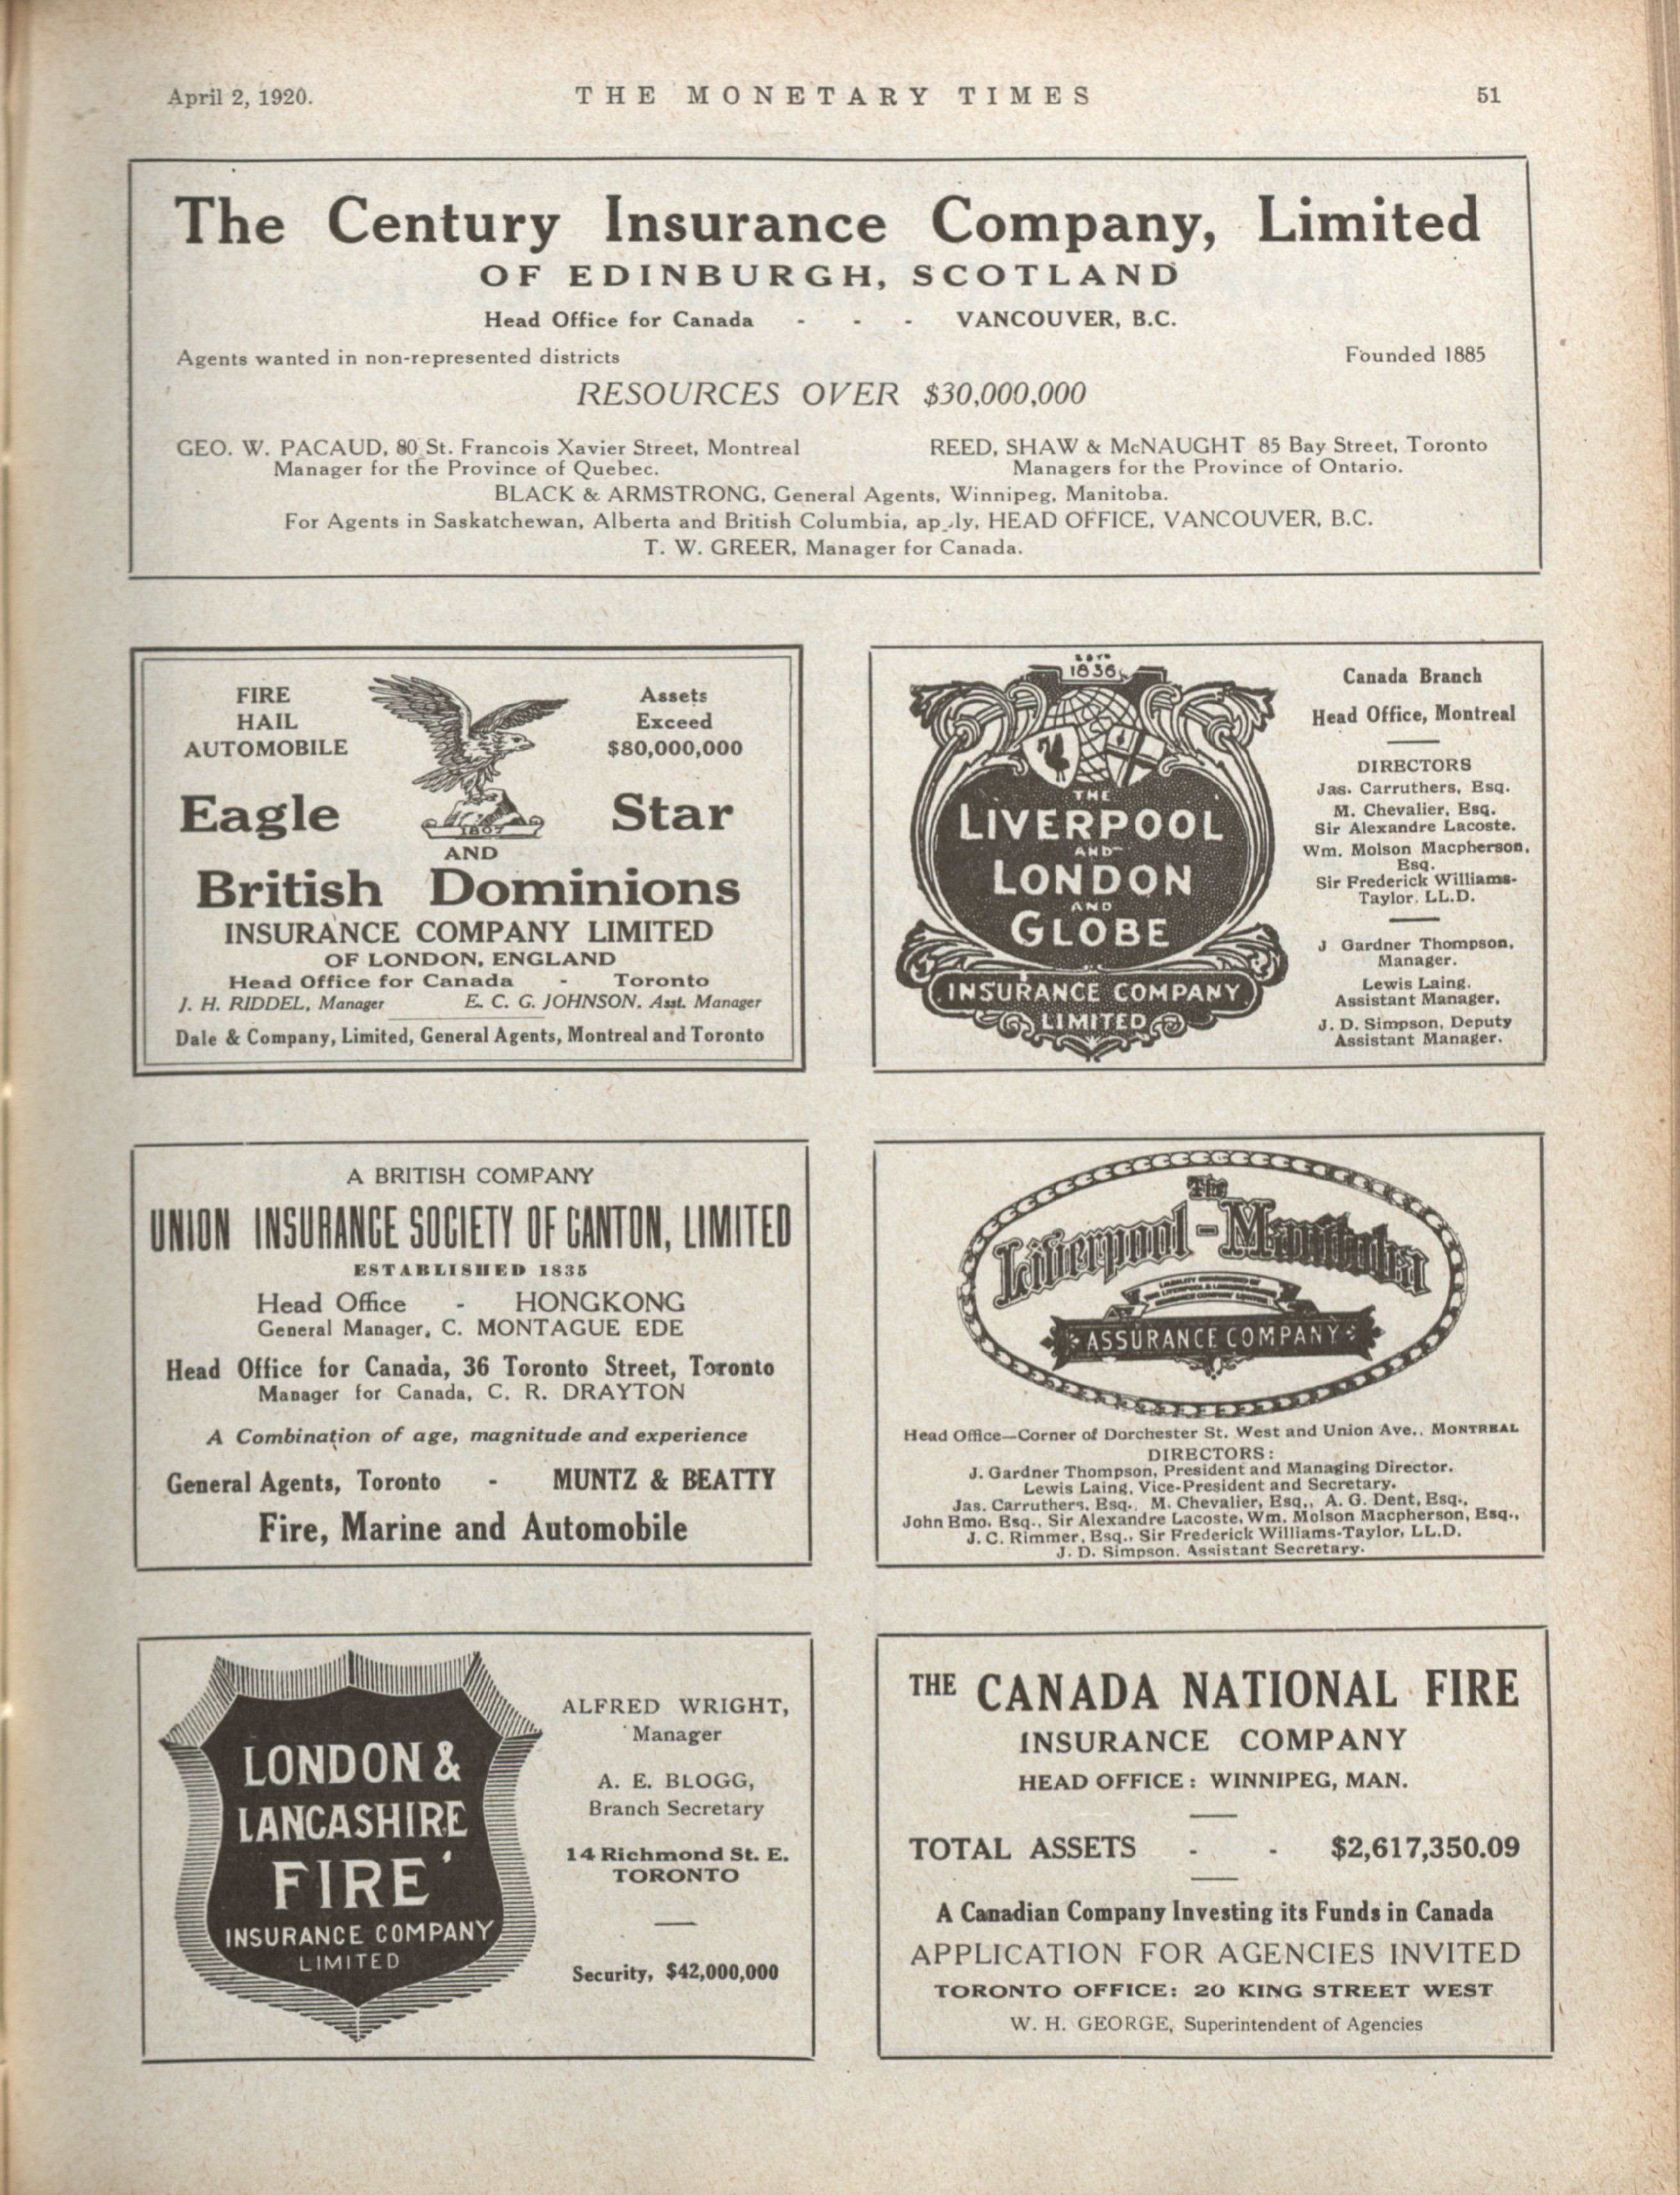 April 2, 1920.
THE MONETARY TIMES
51
The Century Insurance Company, Limited
OF EDINBURGH, SCOTLAND
Head Office for Canada - - - VANCOUVER, B.C.
Agents wanted in non-represented districts
Founded 1885
RESOURCES OVER $30,000,000
GEO. W. PACAUD, 80 St. Francois Xavier Street, Montreal
Manager for the Province of Quebec.
REED, SHAW & McNAUGHT 85 Bay Street, Toronto
Managers for the Province of Ontario.
BLACK & ARMSTRONG, General Agents, Winnipeg, Manitoba.
For Agents in Saskatchewan, Alberta and British Columbia, ap ly, HEAD OFFICE, VANCOUVER, B.C.
T. W. GREER, Manager for Canada.
FIRE
HAIL
AUTOMOBILE
Assets
Exceed
$80,000,000
1807
Eagle Star
AND
British Dominions
INSURANCE COMPANY LIMITED
OF LONDON, ENGLAND
Head Office for Canada - Toronto
J. H. RIDDEL, Manager E. C. G. JOHNSON, Asst. Manager
Dale & Company, Limited, General Agents, Montreal and Toronto
ESTD
1836
THE
LIVERPOOL
AND
LONDON
AND
GLOBE
INSURANCE COMPANY
LIMITED
Canada Branch
Head Office, Montreal
DIRECTORS
Jas. Carruthers, Esq.
M. Chevalier, Esq.
Sir Alexandre Lacoste.
Wm. Molson Macpherson,
Esq.
Sir Frederick Williams-
Taylor, LL.D.
J Gardner Thompson,
Manager.
Lewis Laing,
Assistant Manager.
J. D. Simpson, Deputy
Assistant Manager.
A BRITISH COMPANY
UNION INSURANCE SOCIETY OF CANTON, LIMITED
ESTABLISHED 1835
Head Office - HONGKONG
General Manager, C. MONTAGUE EDE
Head Office for Canada, 36 Toronto Street, Toronto
Manager for Canada, C. R. DRAYTON
A Combination of age, magnitude and experience
General Agents, Toronto - MUNTZ & BEATTY
Fire, Marine and Automobile
The
Liverpool-Manitoba
ASSURANCE COMPANY
Head Office—Corner of Dorchester St. West and Union Ave., MONTREAL
DIRECTORS:
J. Gardner Thompson, President and Managing Director.
Lewis Laing, Vice-President and Secretary.
Jas. Carruthers, Esq., M. Chevalier, Esq., A. G. Dent, Esq.,
John Emo, Esq., Sir Alexandre Lacoste, Wm. Molson Macpherson, Esq.,
J. C. Rimmer, Esq., Sir Frederick Williams-Taylor, LL.D.
J. D. Simpson, Assistant Secretary.
LONDON &
LANCASHIRE
FIRE
INSURANCE COMPANY
LIMITED
ALFRED WRIGHT,
Manager
A. E. BLOGG,
Branch Secretary
14 Richmond St. E.
TORONTO
Security, $42,000,000
THE CANADA NATIONAL FIRE
INSURANCE COMPANY
HEAD OFFICE: WINNIPEG, MAN.
TOTAL ASSETS - - $2,617,350.09
A Canadian Company Investing its Funds in Canada
APPLICATION FOR AGENCIES INVITED
TORONTO OFFICE: 20 KING STREET WEST
W. H. GEORGE, Superintendent of Agencies